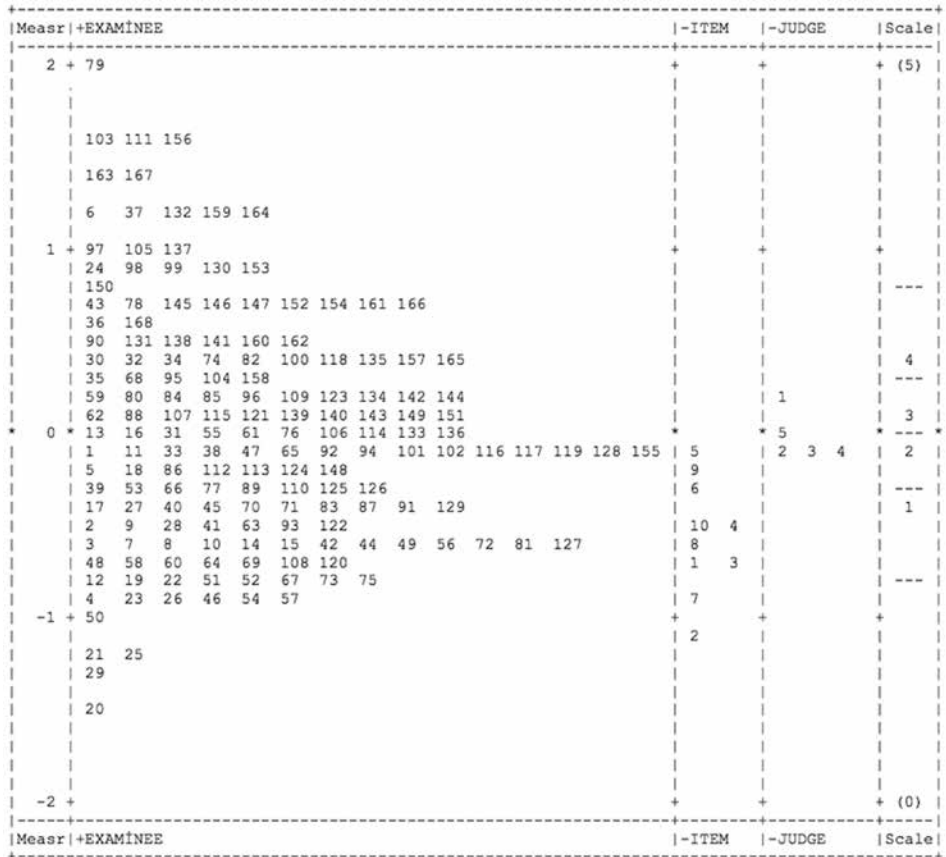 |Measr|+EXAMİNEE |-ITEM |-JUDGE |Scale|
| 2 + 79 + + + (5) |
| 103 111 156 | | | |
| 163 167 | | | |
| 6 37 132 159 164 | | | |
| 1 + 97 105 137 + + + |
| 24 98 99 130 153 | | | |
| 150 | | | --- |
| 43 78 145 146 147 152 154 161 166 | | | |
| 36 168 | | | |
| 90 131 138 141 160 162 | | | |
| 30 32 34 74 82 100 118 135 157 165 | | | 4 |
| 35 68 95 104 158 | | | --- |
| 59 80 84 85 96 109 123 134 142 144 | | 1 | |
| 62 88 107 115 121 139 140 143 149 151 | | | 3 |
* 0 * 13 16 31 55 61 76 106 114 133 136 * * 5 * --- *
| 1 11 33 38 47 65 92 94 101 102 116 117 119 128 155 | 5 | 2 3 4 | 2 |
| 5 18 86 112 113 124 148 | 9 | | |
| 39 53 66 77 89 110 125 126 | 6 | | --- |
| 17 27 40 45 70 71 83 87 91 129 | | | 1 |
| 2 9 28 41 63 93 122 | 10 4 | | |
| 3 7 8 10 14 15 42 44 49 56 72 81 127 | 8 | | |
| 48 58 60 64 69 108 120 | 1 3 | | |
| 12 19 22 51 52 67 73 75 | | | --- |
| 4 23 26 46 54 57 | 7 | | |
| -1 + 50 + + + |
| | 2 | | |
| 21 25 | | | |
| 29 | | | |
| 20 | | | |
| -2 + + + + (0) |
|Measr|+EXAMİNEE |-ITEM |-JUDGE |Scale|